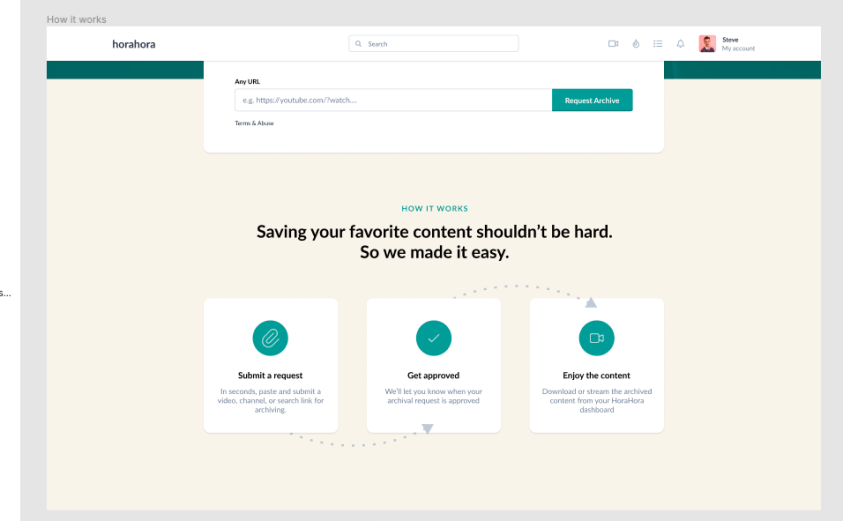 How it works
horahora
Search
Steve
My account
Any URL
e.g. https://youtube.com/?watch...
Request Archive
Terms & Abuse
HOW IT WORKS
Saving your favorite content shouldn't be hard.
So we made it easy.
s...
Submit a request
In seconds, paste and submit a
video, channel, or search link for
archiving.
Get approved
We'll let you know when your
archival request is approved
Enjoy the content
Download or stream the archived
content from your HoraHora
dashboard